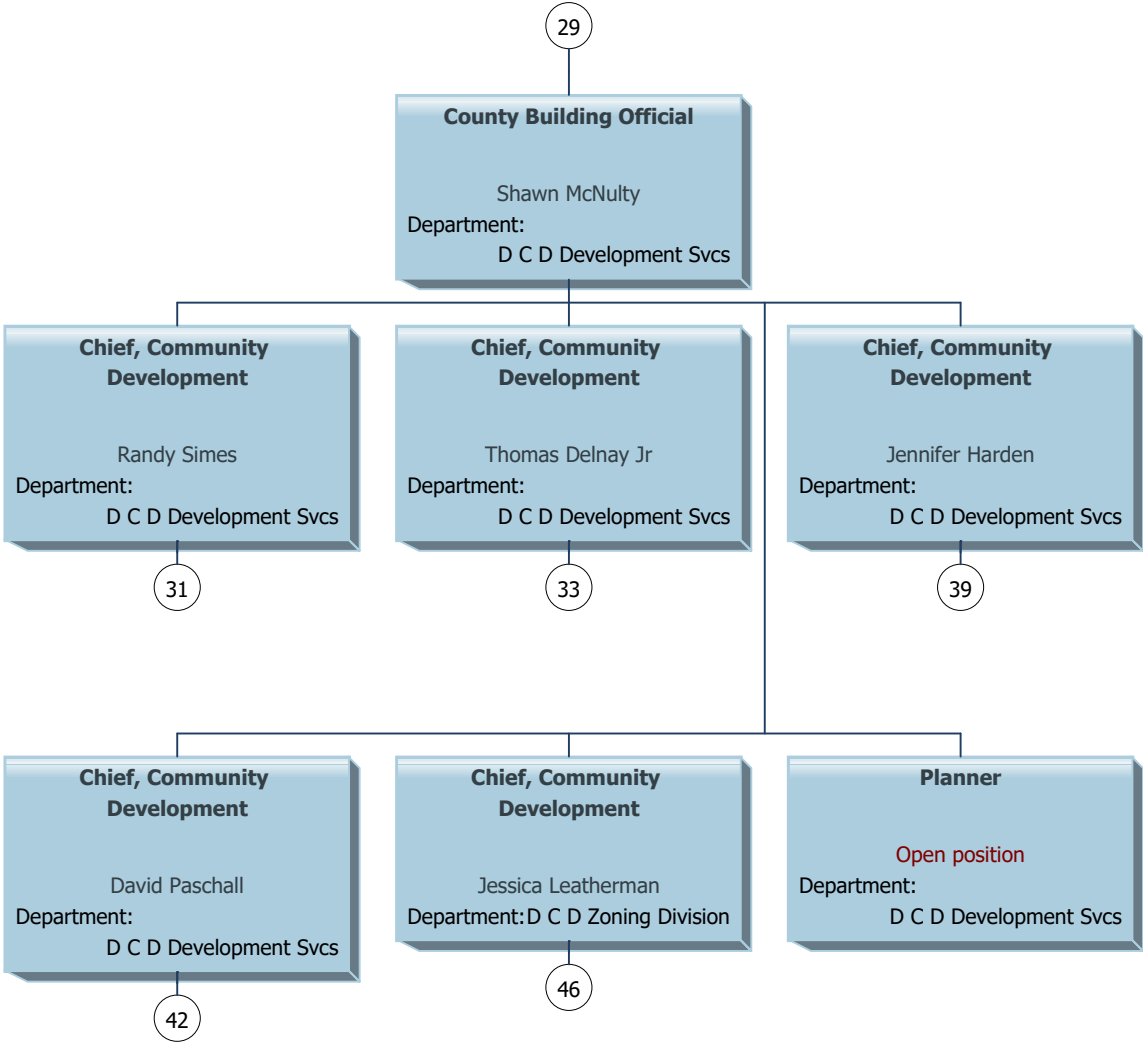 29
County Building Official
Shawn McNulty
Department:
D C D Development Svcs
Chief, Community
Development
Randy Simes
Department:
D C D Development Svcs
31
Chief, Community
Development
Thomas Delnay Jr
Department:
D C D Development Svcs
33
Chief, Community
Development
Jennifer Harden
Department:
D C D Development Svcs
39
Chief, Community
Development
David Paschall
Department:
D C D Development Svcs
42
Chief, Community
Development
Jessica Leatherman
Department:D C D Zoning Division
46
Planner
Open position
Department:
D C D Development Svcs